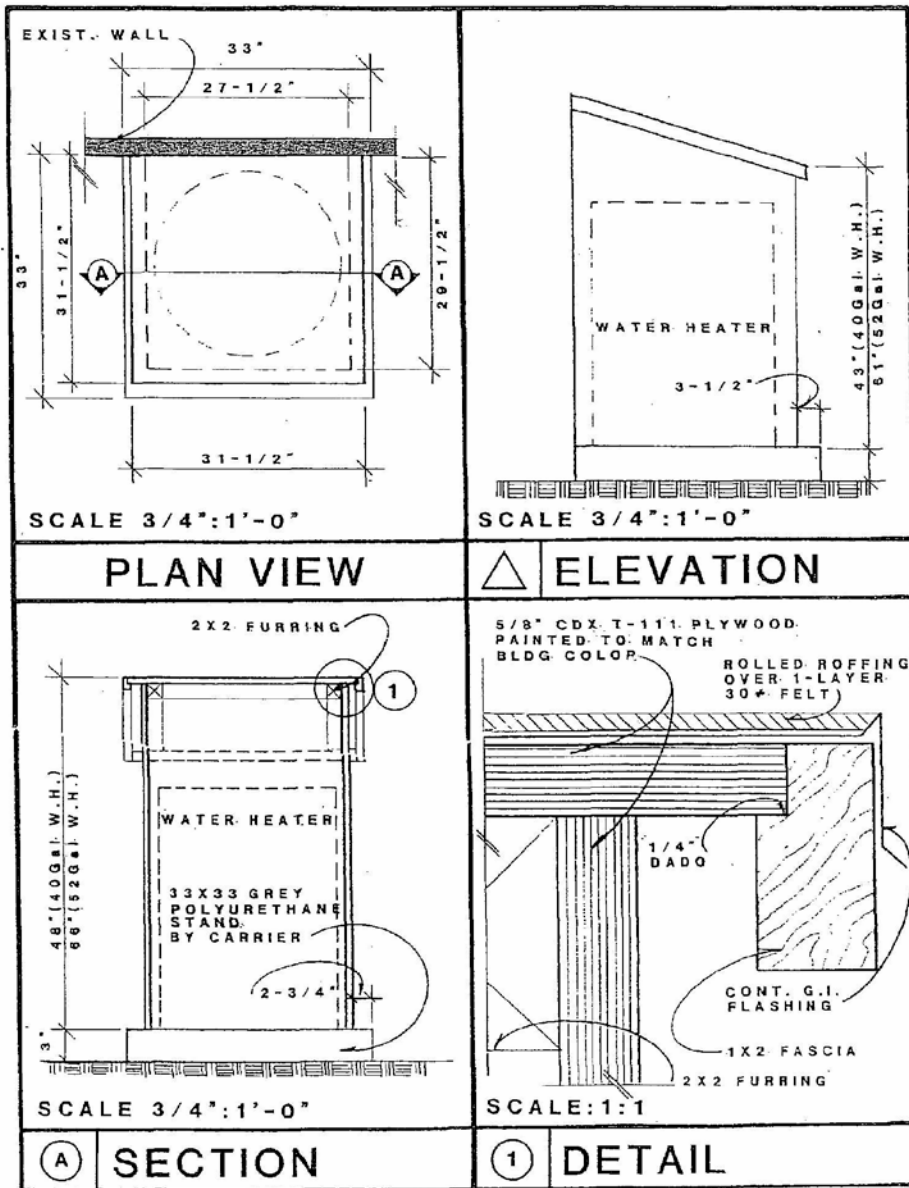 EXIST. WALL
33"
27-1/2"
33"
31-1/2"
A
A
29-1/2"
31-1/2"
SCALE 3/4":1'-0"
PLAN VIEW
WATER HEATER
3-1/2"
43"(40Gal W.H.)
61"(52Gal W.H.)
SCALE 3/4":1'-0"
ELEVATION
2X2 FURRING
1
48"(40Gal W.H.)
66"(52Gal W.H.)
WATER HEATER
33X33 GREY
POLYURETHANE
STAND
BY CARRIER
2-3/4"
3"
SCALE 3/4":1'-0"
A SECTION
5/8" CDX T-111 PLYWOOD
PAINTED TO MATCH
BLDG COLOR
ROLLED ROFFING
OVER 1-LAYER
30# FELT
1/4"
DADO
CONT. G.I.
FLASHING
1X2 FASCIA
2X2 FURRING
SCALE:1:1
1 DETAIL